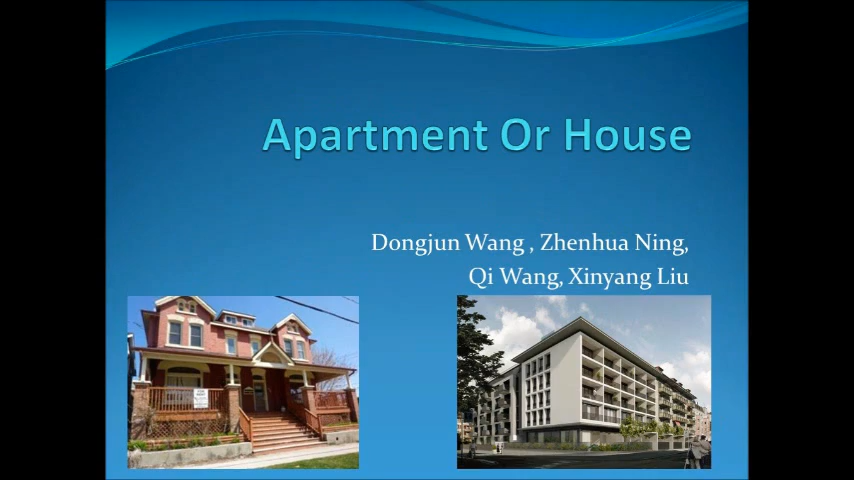 Apartment Or House
Dongjun Wang , Zhenhua Ning,
Qi Wang, Xinyang Liu